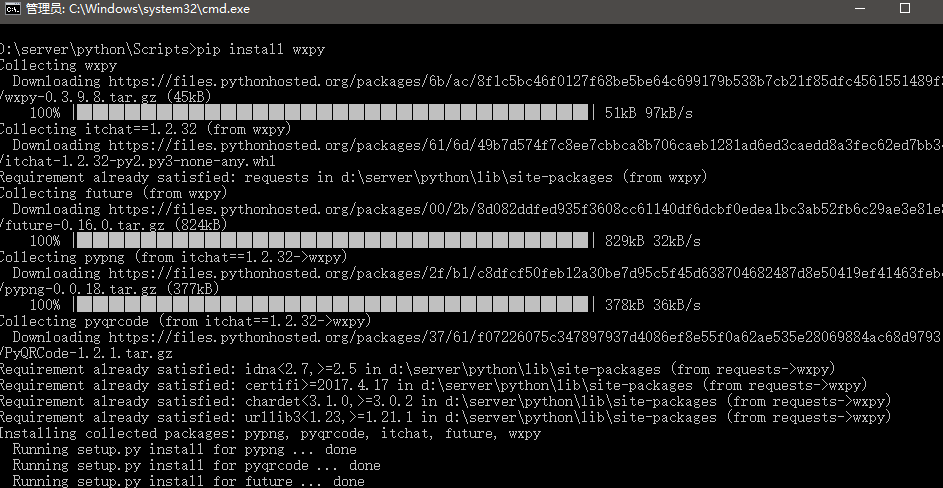 管理员: C:\Windows\system32\cmd.exe
D:\server\python\Scripts>pip install wxpy
Collecting wxpy
Downloading https://files.pythonhosted.org/packages/6b/ac/8f1c5bc46f0127f68be5be64c699179b538b7cb21f85dfc4561551489f3
/wxpy-0.3.9.8.tar.gz (45kB)
100% | 51kB 97kB/s
Collecting itchat==1.2.32 (from wxpy)
Downloading https://files.pythonhosted.org/packages/61/6d/49b7d574f7c8ee7cbbca8b706caeb1281ad6ed3caedd8a3fec62ed7bb34
/itchat-1.2.32-py2.py3-none-any.whl
Requirement already satisfied: requests in d:\server\python\lib\site-packages (from wxpy)
Collecting future (from wxpy)
Downloading https://files.pythonhosted.org/packages/00/2b/8d082ddfed935f3608cc61140df6dcbf0edea1bc3ab52fb6c29ae3e81e8
/future-0.16.0.tar.gz (824kB)
100% | 829kB 32kB/s
Collecting pypng (from itchat==1.2.32->wxpy)
Downloading https://files.pythonhosted.org/packages/2f/b1/c8dfcf50feb12a30be7d95c5f45d638704682487d8e50419ef41463feb4
/pypng-0.0.18.tar.gz (377kB)
100% | 378kB 36kB/s
Collecting pyqrcode (from itchat==1.2.32->wxpy)
Downloading https://files.pythonhosted.org/packages/37/61/f07226075c347897937d4086ef8e55f0a62ae535e28069884ac68d9793
/PyQRCode-1.2.1.tar.gz
Requirement already satisfied: idna<2.7,>=2.5 in d:\server\python\lib\site-packages (from requests->wxpy)
Requirement already satisfied: certifi>=2017.4.17 in d:\server\python\lib\site-packages (from requests->wxpy)
Requirement already satisfied: chardet<3.1.0,>=3.0.2 in d:\server\python\lib\site-packages (from requests->wxpy)
Requirement already satisfied: urllib3<1.23,>=1.21.1 in d:\server\python\lib\site-packages (from requests->wxpy)
Installing collected packages: pypng, pyqrcode, itchat, future, wxpy
Running setup.py install for pypng ... done
Running setup.py install for pyqrcode ... done
Running setup.py install for future ... done